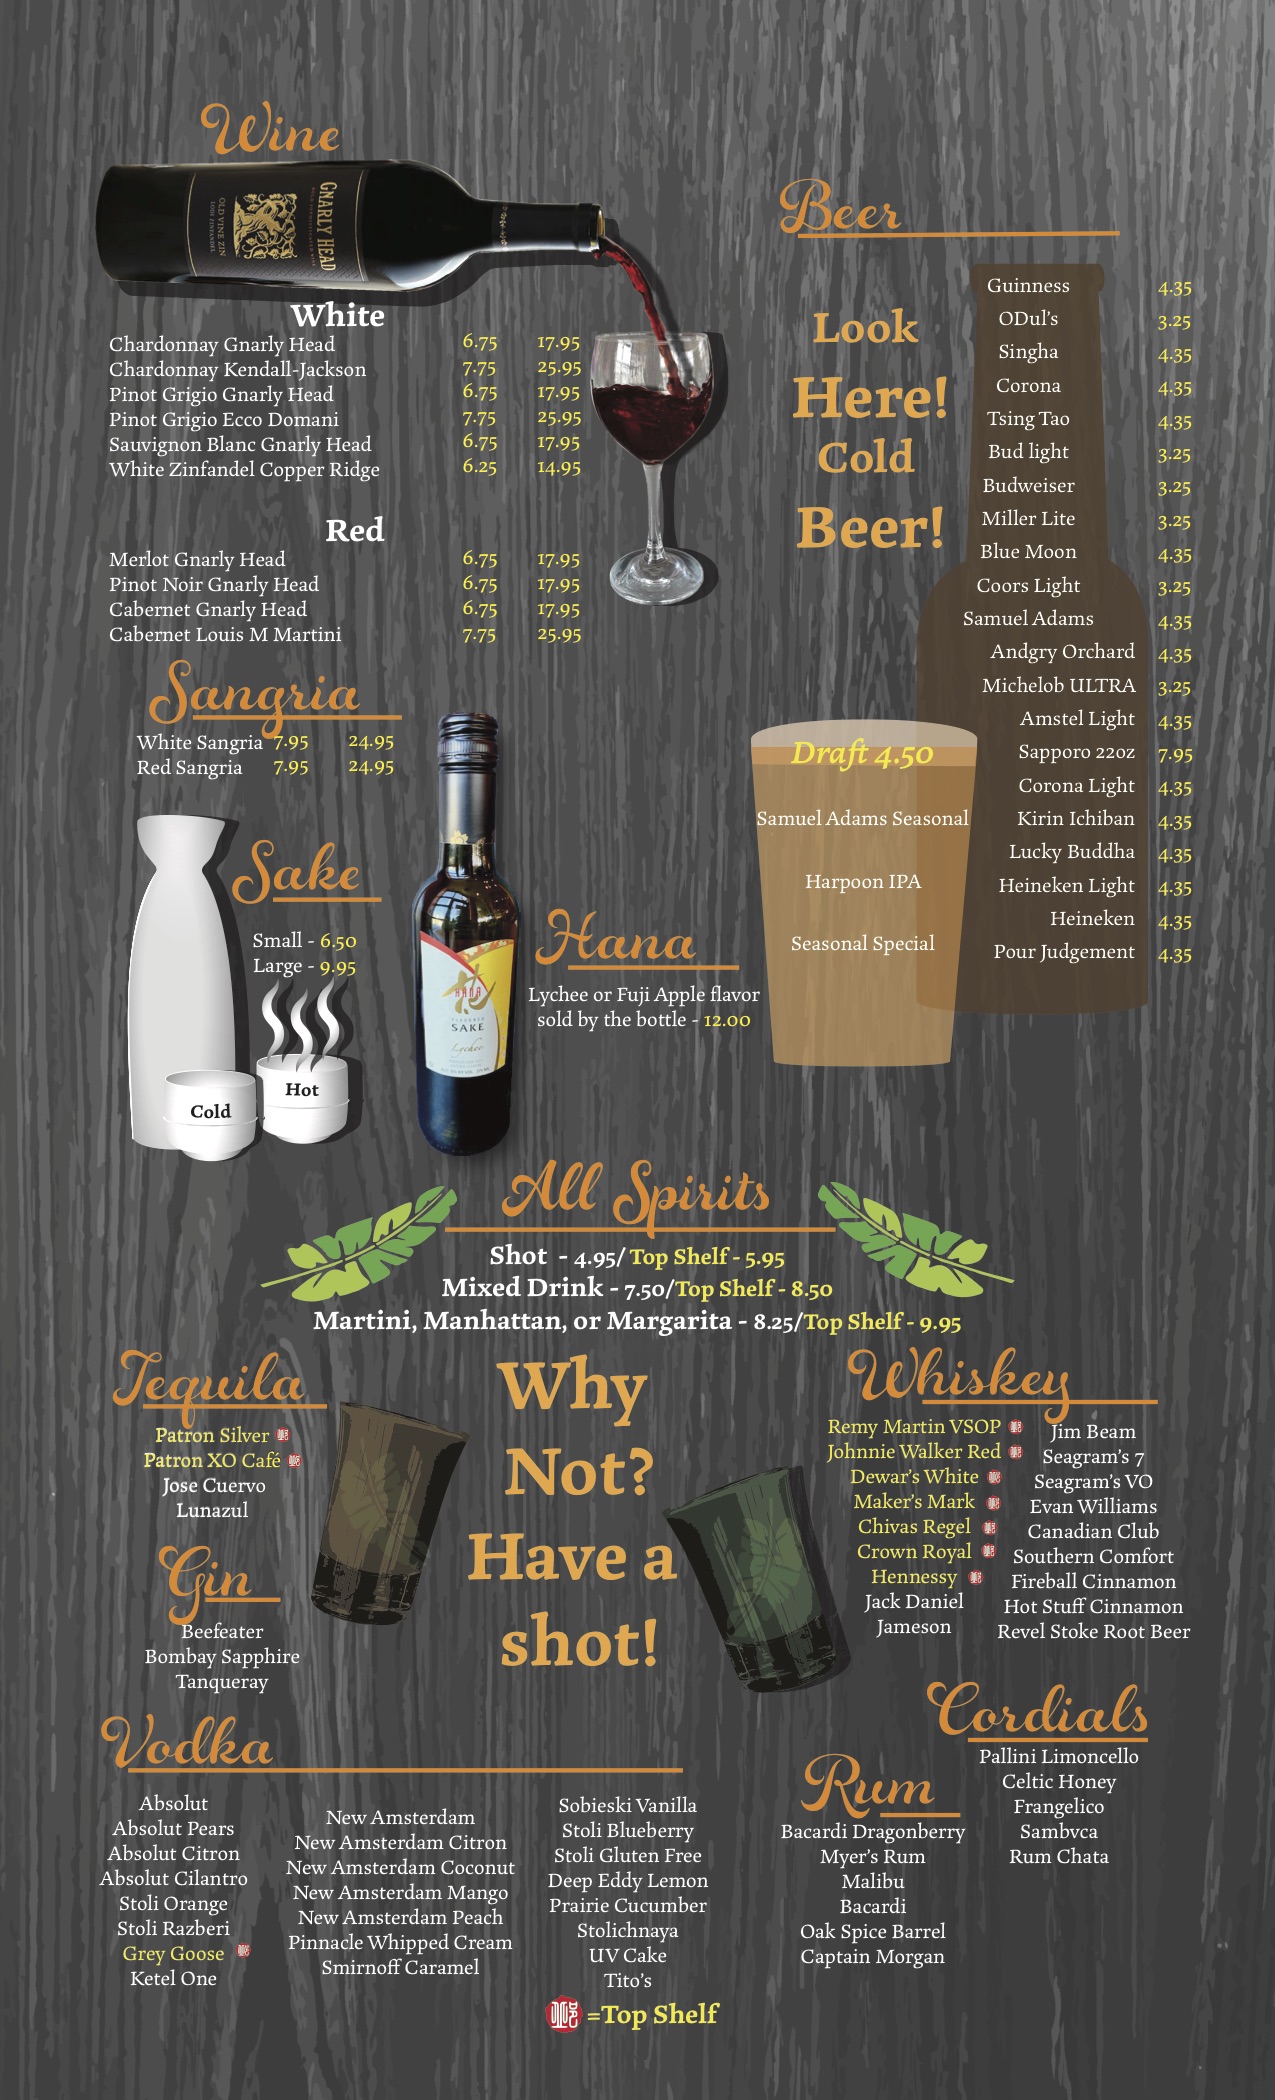 Wine
GNARLY HEAD
OLD VINE ZIN
White
Chardonnay Gnarly Head 6.75 17.95
Chardonnay Kendall-Jackson 7.75 25.95
Pinot Grigio Gnarly Head 6.75 17.95
Pinot Grigio Ecco Domani 7.75 25.95
Sauvignon Blanc Gnarly Head 6.75 17.95
White Zinfandel Copper Ridge 6.25 14.95
Red
Merlot Gnarly Head 6.75 17.95
Pinot Noir Gnarly Head 6.75 17.95
Cabernet Gnarly Head 6.75 17.95
Cabernet Louis M Martini 7.75 25.95
Beer
Look
Here!
Cold
Beer!
Guinness 4.35
ODul's 3.25
Singha 4.35
Corona 4.35
Tsing Tao 4.35
Bud light 3.25
Budweiser 3.25
Miller Lite 3.25
Blue Moon 4.35
Coors Light 3.25
Samuel Adams 4.35
Andgry Orchard 4.35
Michelob ULTRA 3.25
Amstel Light 4.35
Sapporo 22oz 7.95
Corona Light 4.35
Kirin Ichiban 4.35
Lucky Buddha 4.35
Heineken Light 4.35
Heineken 4.35
Pour Judgement 4.35
Draft 4.50
Samuel Adams Seasonal
Harpoon IPA
Seasonal Special
Sangria
White Sangria 7.95 24.95
Red Sangria 7.95 24.95
Sake
Small - 6.50
Large - 9.95
Hot
Cold
花
HANA
SAKE
Lychee
Hana
Lychee or Fuji Apple flavor
sold by the bottle - 12.00
All Spirits
Shot - 4.95/ Top Shelf - 5.95
Mixed Drink - 7.50/Top Shelf - 8.50
Martini, Manhattan, or Margarita - 8.25/Top Shelf - 9.95
Tequila
Patron Silver
Patron XO Café
Jose Cuervo
Lunazul
Gin
Beefeater
Bombay Sapphire
Tanqueray
Why
Not?
Have a
shot!
Whiskey
Remy Martin VSOP
Johnnie Walker Red
Dewar's White
Maker's Mark
Chivas Regel
Crown Royal
Hennessy
Jack Daniel
Jameson
Jim Beam
Seagram's 7
Seagram's VO
Evan Williams
Canadian Club
Southern Comfort
Fireball Cinnamon
Hot Stuff Cinnamon
Revel Stoke Root Beer
Vodka
Absolut
Absolut Pears
Absolut Citron
Absolut Cilantro
Stoli Orange
Stoli Razberi
Grey Goose
Ketel One
New Amsterdam
New Amsterdam Citron
New Amsterdam Coconut
New Amsterdam Mango
New Amsterdam Peach
Pinnacle Whipped Cream
Smirnoff Caramel
Sobieski Vanilla
Stoli Blueberry
Stoli Gluten Free
Deep Eddy Lemon
Prairie Cucumber
Stolichnaya
UV Cake
Tito's
Rum
Bacardi Dragonberry
Myer's Rum
Malibu
Bacardi
Oak Spice Barrel
Captain Morgan
Cordials
Pallini Limoncello
Celtic Honey
Frangelico
Sambvca
Rum Chata
=Top Shelf